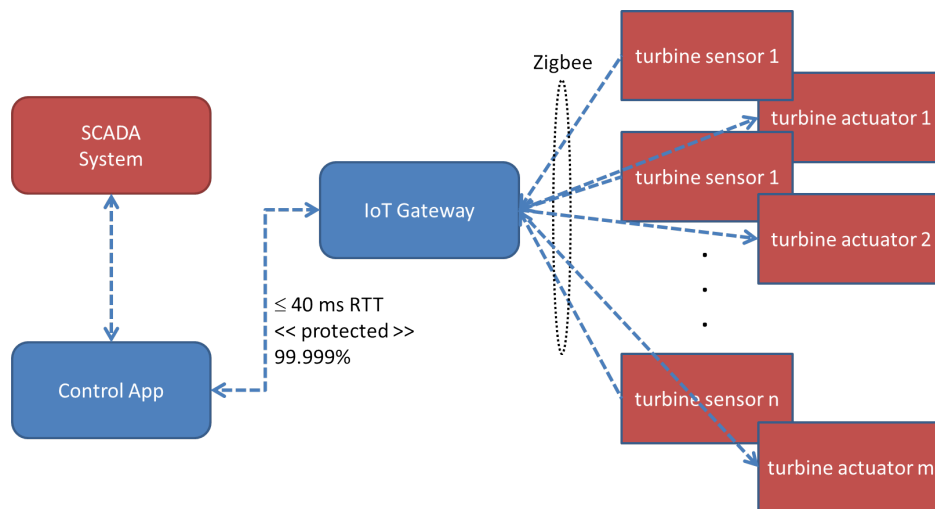 Zigbee
turbine sensor 1
turbine actuator 1
SCADA
System
turbine sensor 1
IoT Gateway
turbine actuator 2
.
.
.
≤ 40 ms RTT
<< protected >>
99.999%
Control App
turbine sensor n
turbine actuator m